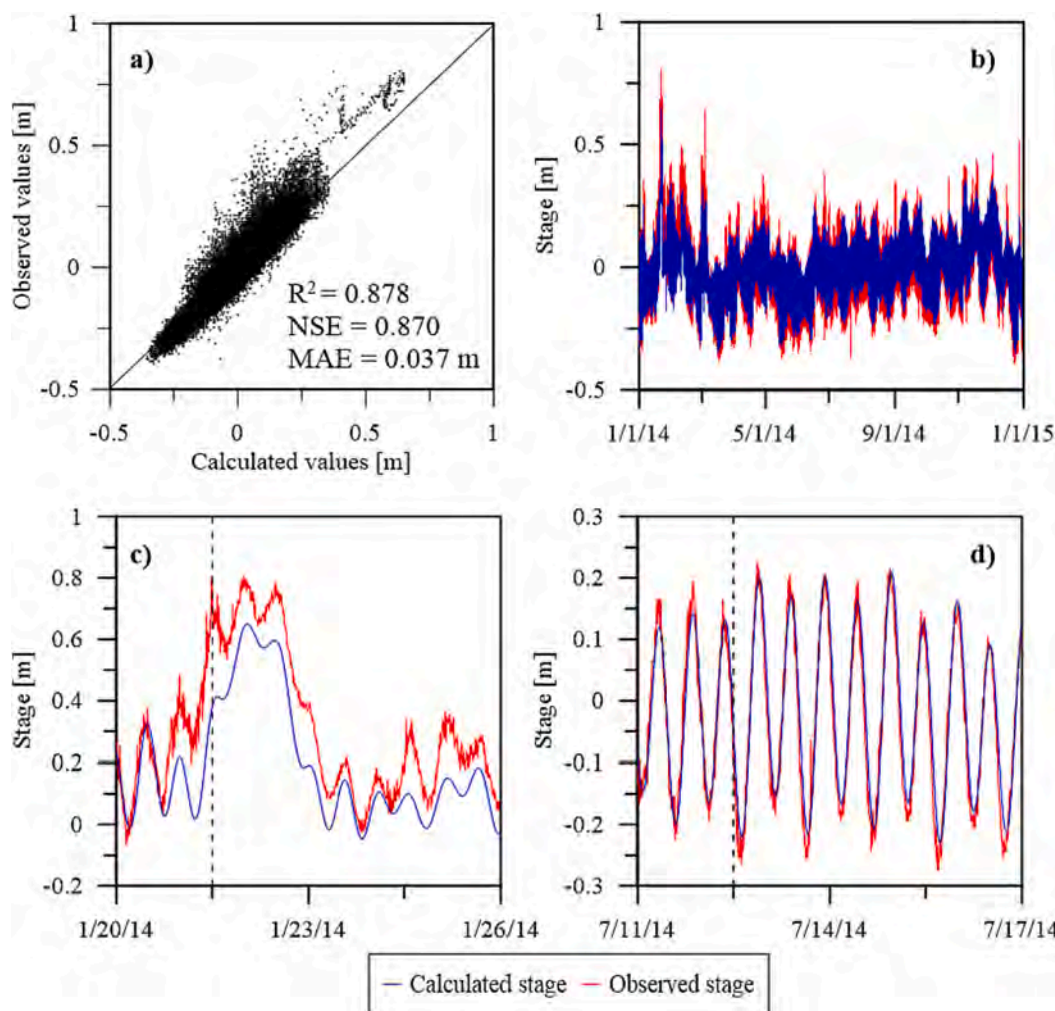 1
a)
0.5
Observed values [m]
0
R² = 0.878
NSE = 0.870
MAE = 0.037 m
-0.5
-0.5 0 0.5 1
Calculated values [m]
1
b)
0.5
Stage [m]
0
-0.5
1/1/14 5/1/14 9/1/14 1/1/15
1
c)
0.8
0.6
Stage [m]
0.4
0.2
0
-0.2
1/20/14 1/23/14 1/26/14
0.3
d)
0.2
0.1
Stage [m]
0
-0.1
-0.2
-0.3
7/11/14 7/14/14 7/17/14
Calculated stage Observed stage